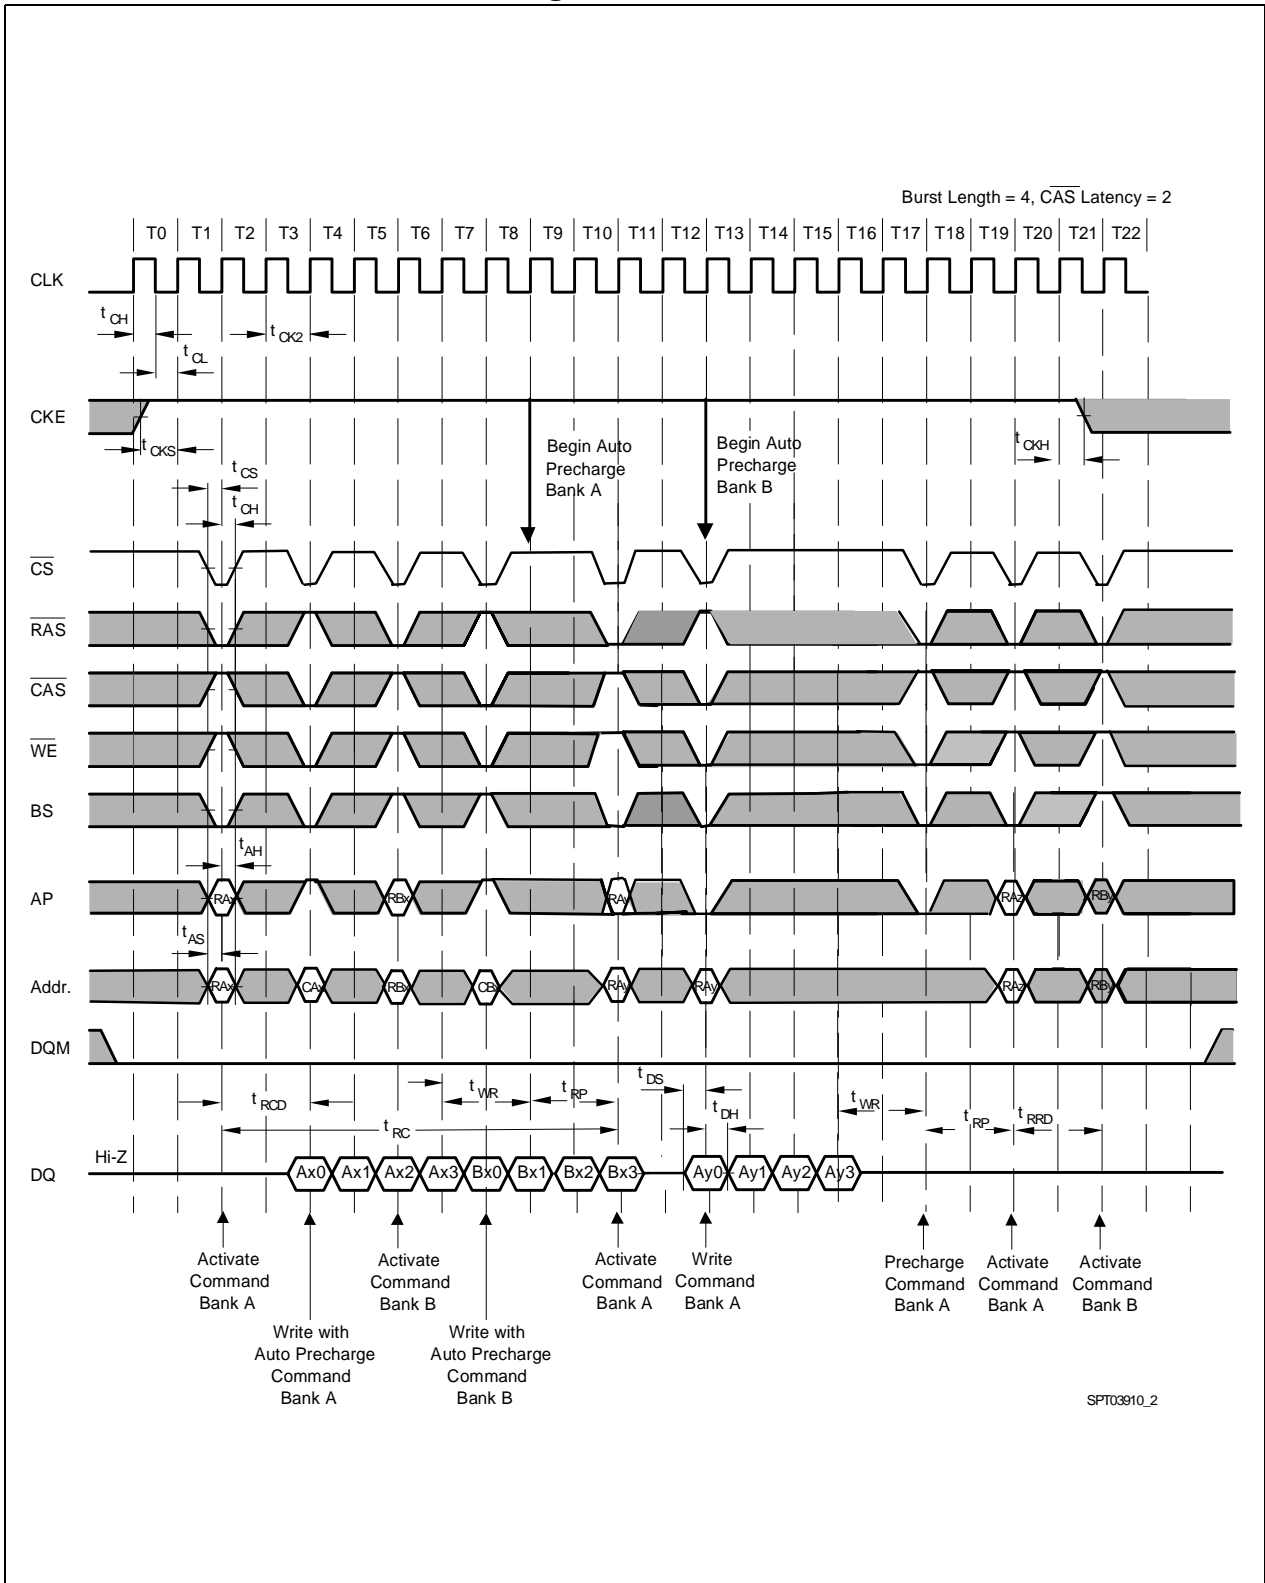 Burst Length = 4, CAS Latency = 2
T0 T1 T2 T3 T4 T5 T6 T7 T8 T9 T10 T11 T12 T13 T14 T15 T16 T17 T18 T19 T20 T21 T22
CLK
t CH
t CK2
t CL
CKE
t CKS
t CS
t CH
Begin Auto
Precharge
Bank A
Begin Auto
Precharge
Bank B
t CKH
CS
RAS
CAS
WE
BS
t AH
AP
RAx RBx RAy RAz RBy
t AS
Addr.
RAx CAx RBx CBx RAy RAy RAz RBy
DQM
t RCD
t WR
t RP
t DS
t DH
t WR
t RP
t RRD
t RC
Hi-Z
DQ
Ax0 Ax1 Ax2 Ax3 Bx0 Bx1 Bx2 Bx3 Ay0 Ay1 Ay2 Ay3
Activate
Command
Bank A
Write with
Auto Precharge
Command
Bank A
Activate
Command
Bank B
Write with
Auto Precharge
Command
Bank B
Activate
Command
Bank A
Write
Command
Bank A
Precharge
Command
Bank A
Activate
Command
Bank A
Activate
Command
Bank B
SPT03910_2